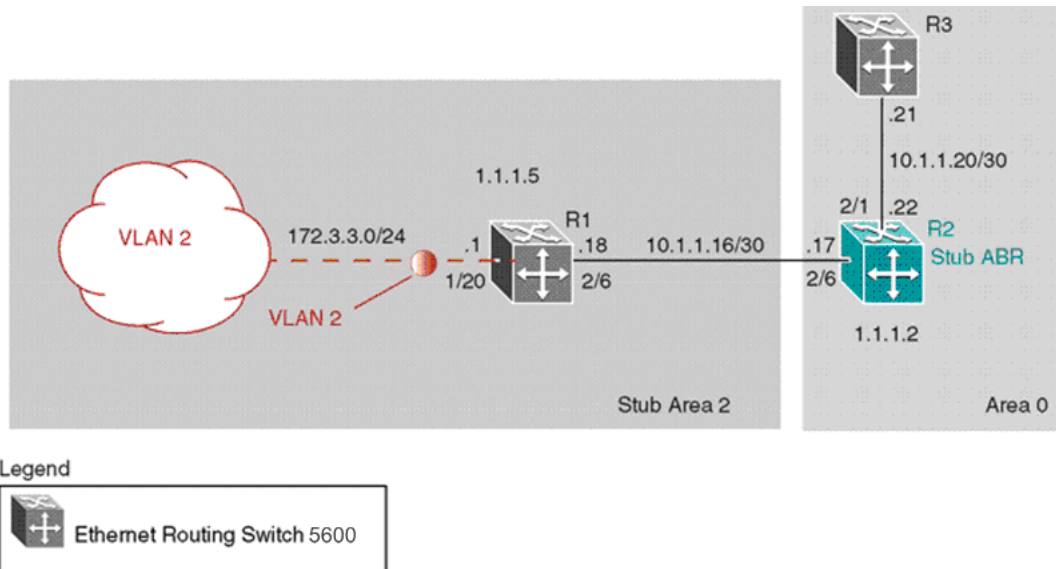 R3
.21
10.1.1.20/30
1.1.1.5
2/1 .22
R1
R2
VLAN 2
172.3.3.0/24
.1
.18
10.1.1.16/30
.17
Stub ABR
1/20
2/6
2/6
VLAN 2
1.1.1.2
Stub Area 2
Area 0
Legend
Ethernet Routing Switch 5600